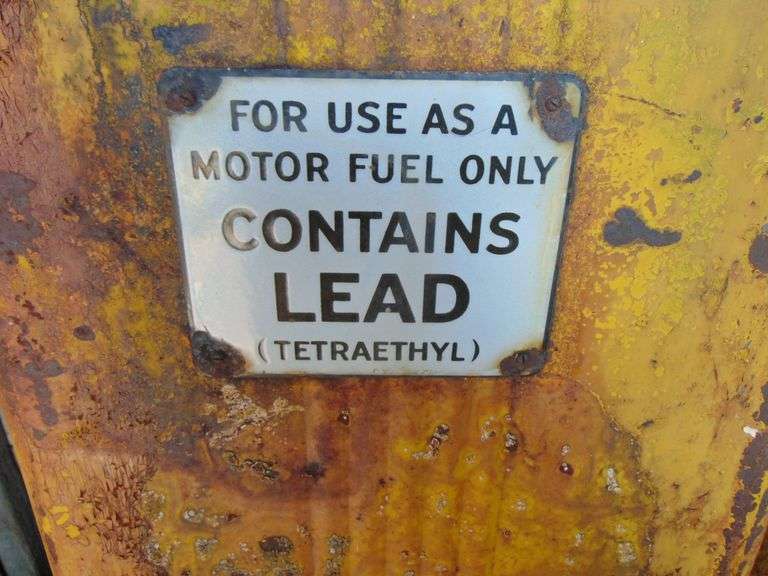 FOR USE AS A
MOTOR FUEL ONLY
CONTAINS
LEAD
(TETRAETHYL)